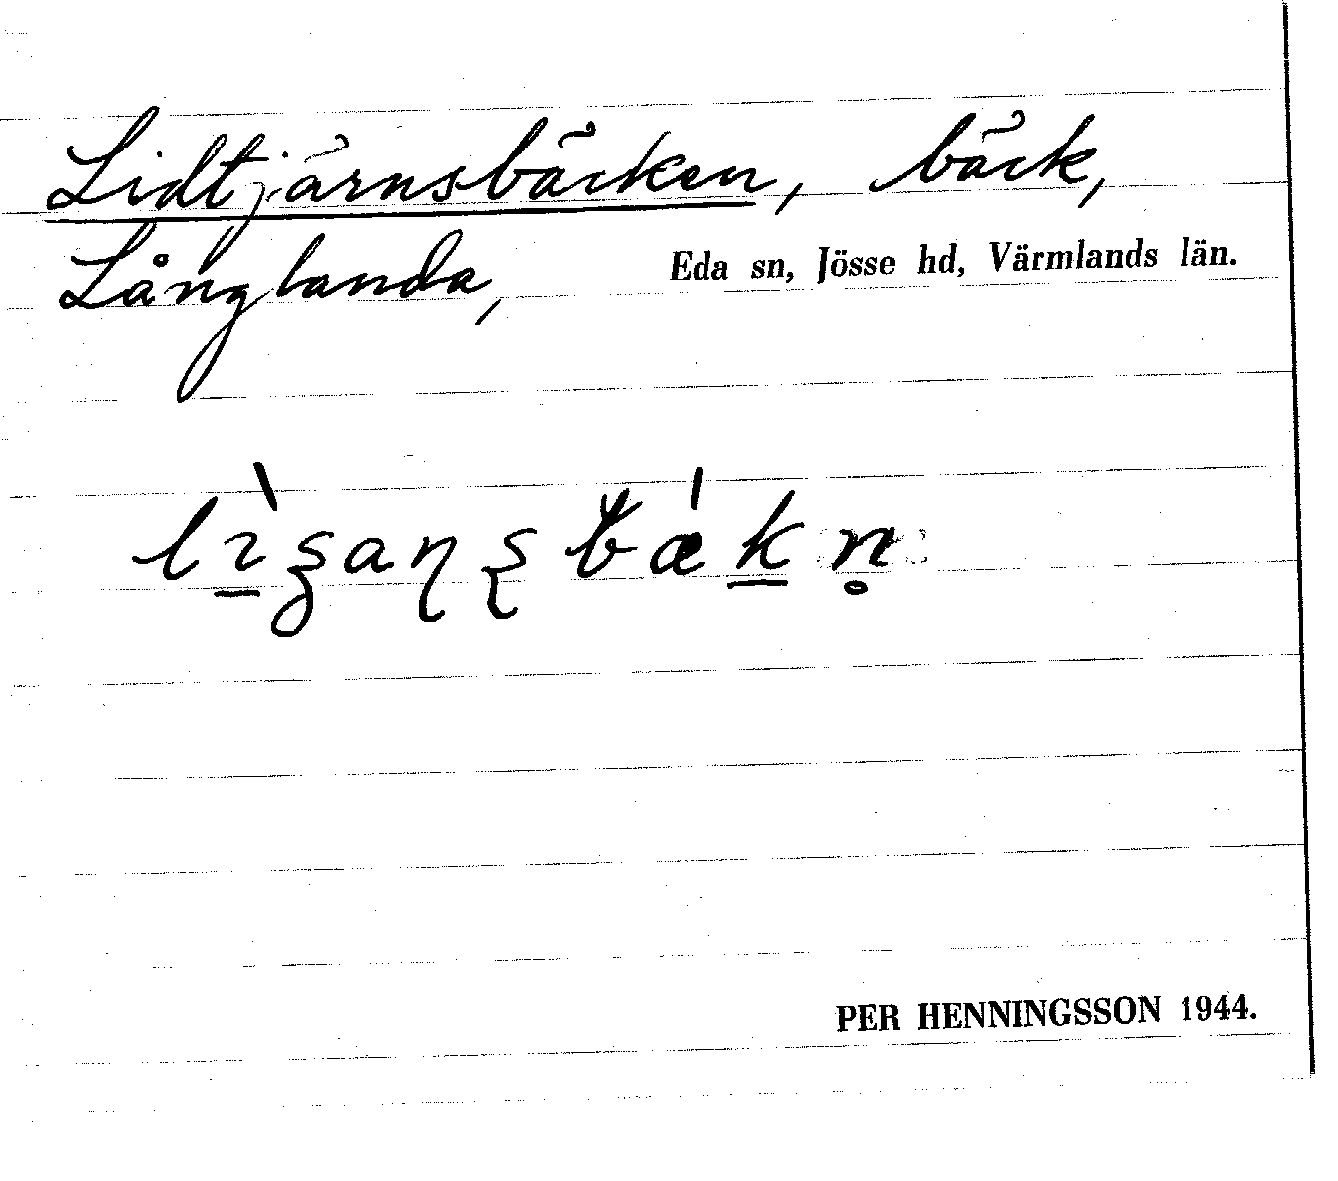 Lidtjärnsbäcken, bäck,
Långlanda, Eda sn, Jösse hd, Värmlands län.
PER HENNINGSSON 1944.